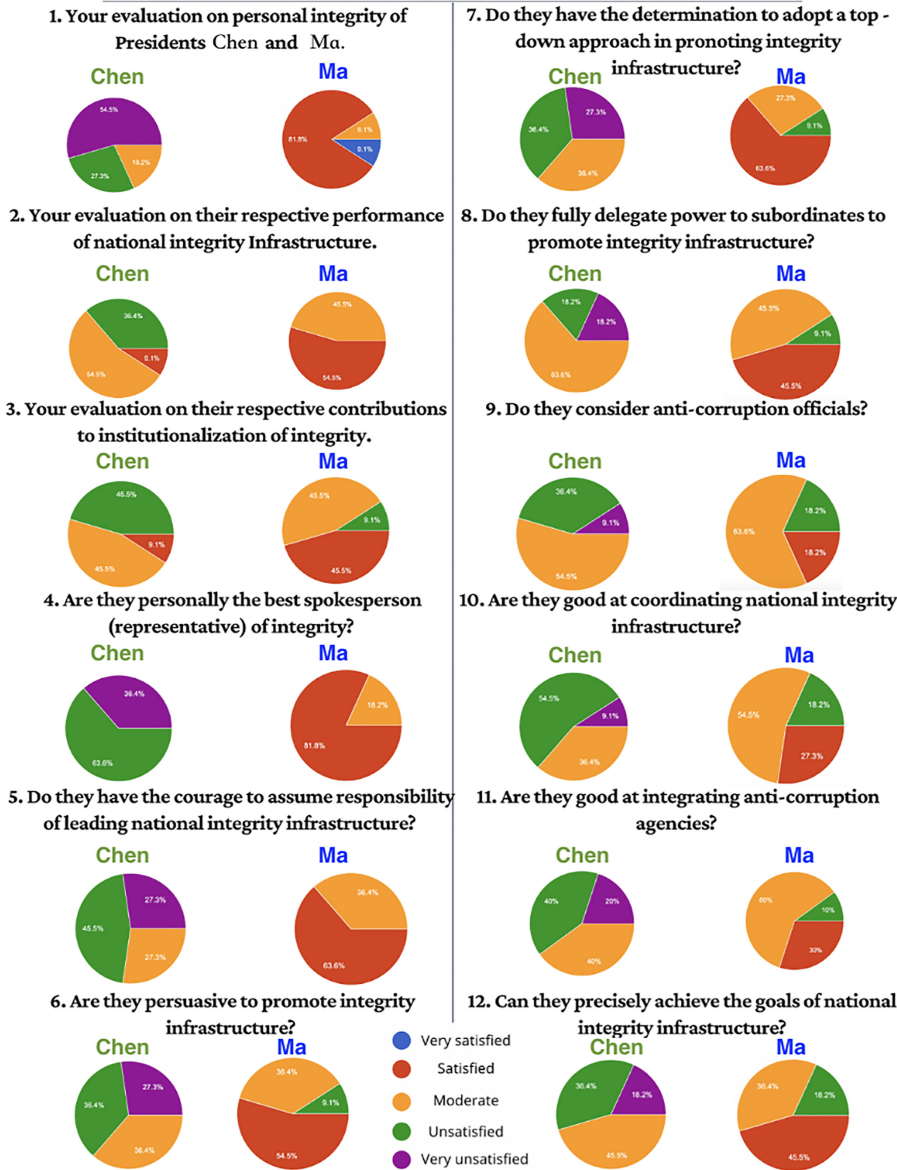 1. Your evaluation on personal integrity of
Presidents Chen and Ma.
Chen
Ma
54.5%
18.2%
27.3%
81.8%
9.1%
9.1%
2. Your evaluation on their respective performance
of national integrity Infrastructure.
Chen
Ma
36.4%
9.1%
54.5%
45.5%
54.5%
3. Your evaluation on their respective contributions
to institutionalization of integrity.
Chen
Ma
45.5%
9.1%
45.5%
45.5%
9.1%
45.5%
4. Are they personally the best spokesperson
(representative) of integrity?
Chen
Ma
36.4%
63.6%
18.2%
81.8%
5. Do they have the courage to assume responsibility
of leading national integrity infrastructure?
Chen
Ma
27.3%
45.5%
27.3%
36.4%
63.6%
6. Are they persuasive to promote integrity
infrastructure?
Chen
Ma
27.3%
36.4%
36.4%
36.4%
9.1%
54.5%
7. Do they have the determination to adopt a top -
down approach in pronoting integrity
infrastructure?
Chen
Ma
27.3%
36.4%
36.4%
27.3%
9.1%
63.6%
8. Do they fully delegate power to subordinates to
promote integrity infrastructure?
Chen
Ma
18.2%
18.2%
63.6%
45.5%
9.1%
45.5%
9. Do they consider anti-corruption officials?
Chen
Ma
36.4%
9.1%
54.5%
18.2%
63.6%
18.2%
10. Are they good at coordinating national integrity
infrastructure?
Chen
Ma
54.5%
9.1%
36.4%
18.2%
54.5%
27.3%
11. Are they good at integrating anti-corruption
agencies?
Chen
Ma
40%
20%
40%
60%
10%
30%
12. Can they precisely achieve the goals of national
integrity infrastructure?
Chen
Ma
36.4%
18.2%
45.5%
36.4%
18.2%
45.5%
Very satisfied
Satisfied
Moderate
Unsatisfied
Very unsatisfied